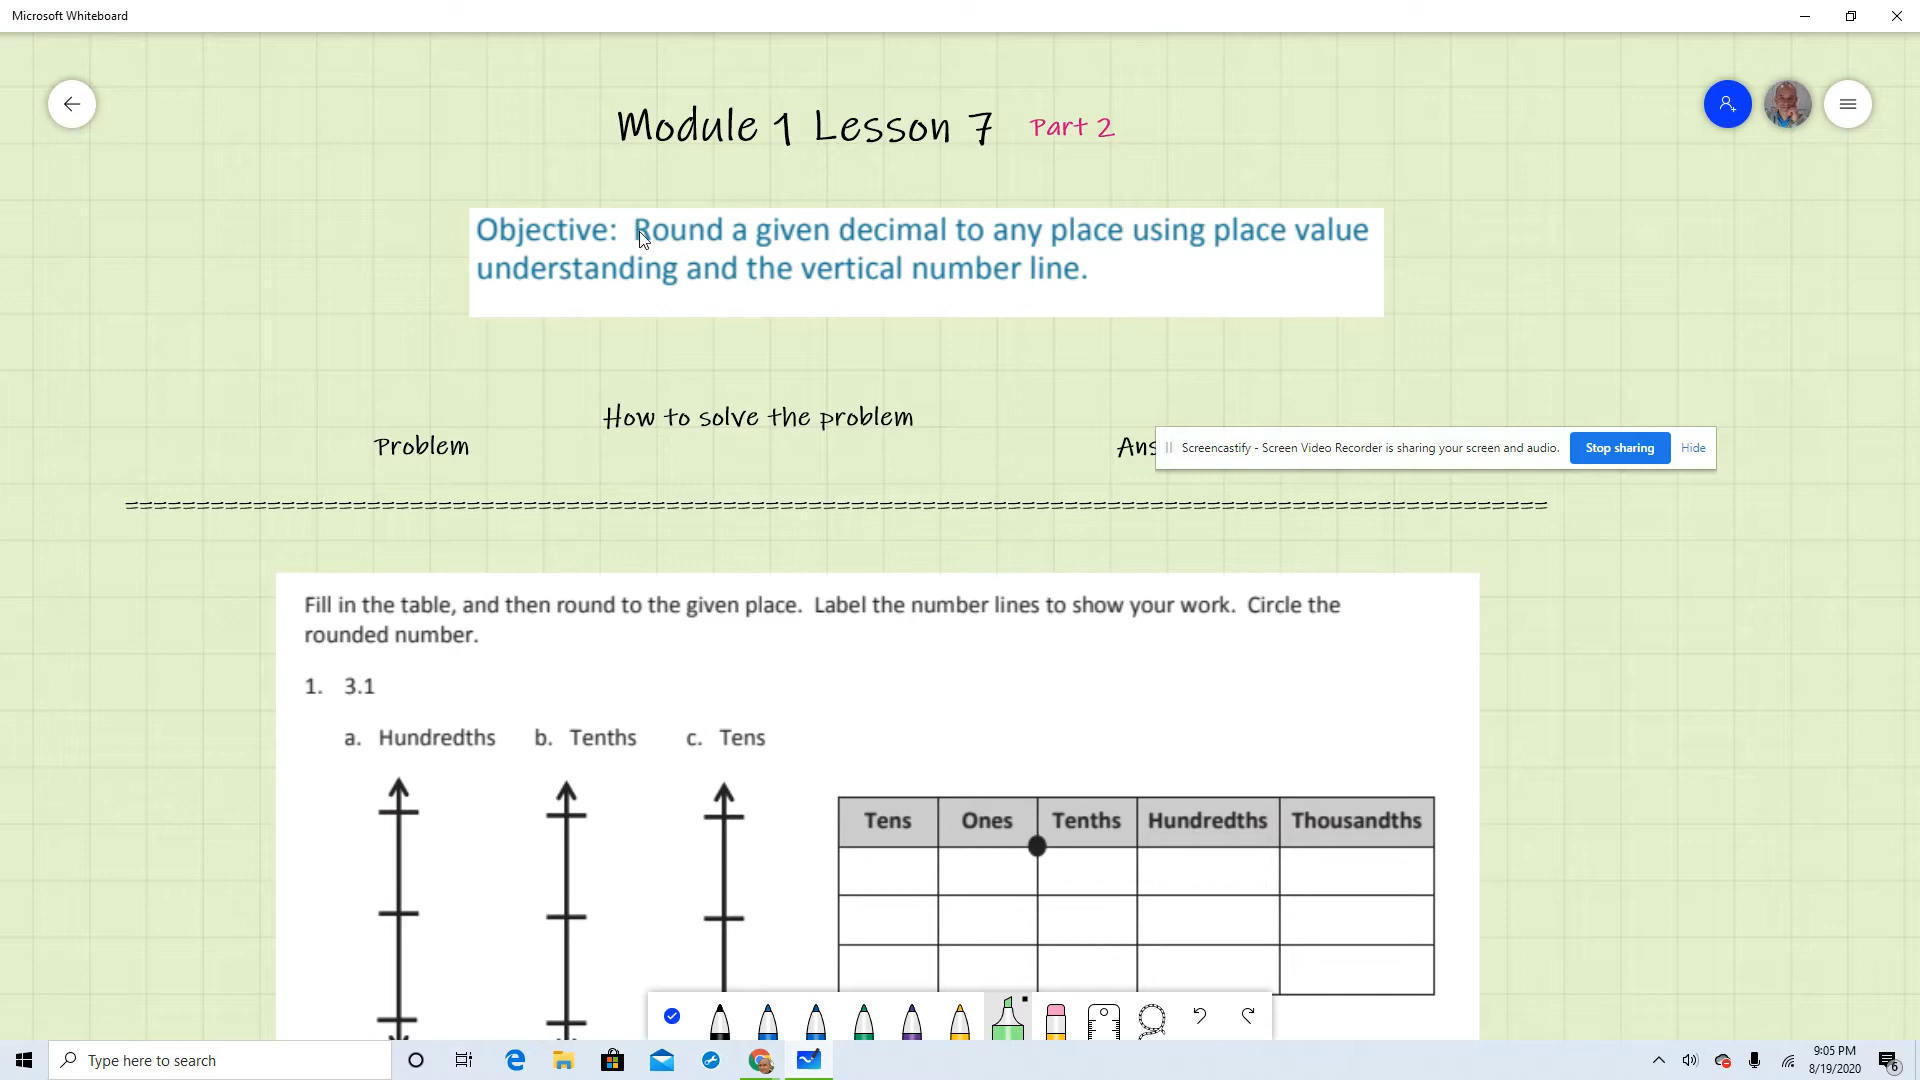 Microsoft Whiteboard
Module 1 Lesson 7 Part 2
Objective: Round a given decimal to any place using place value
understanding and the vertical number line.
How to solve the problem
Problem
Ans
Screencastify - Screen Video Recorder is sharing your screen and audio.
Stop sharing
Hide
==========================================================================================
Fill in the table, and then round to the given place. Label the number lines to show your work. Circle the
rounded number.
1. 3.1
a. Hundredths b. Tenths c. Tens
Tens Ones Tenths Hundredths Thousandths
Type here to search
9:05 PM
8/19/2020
6